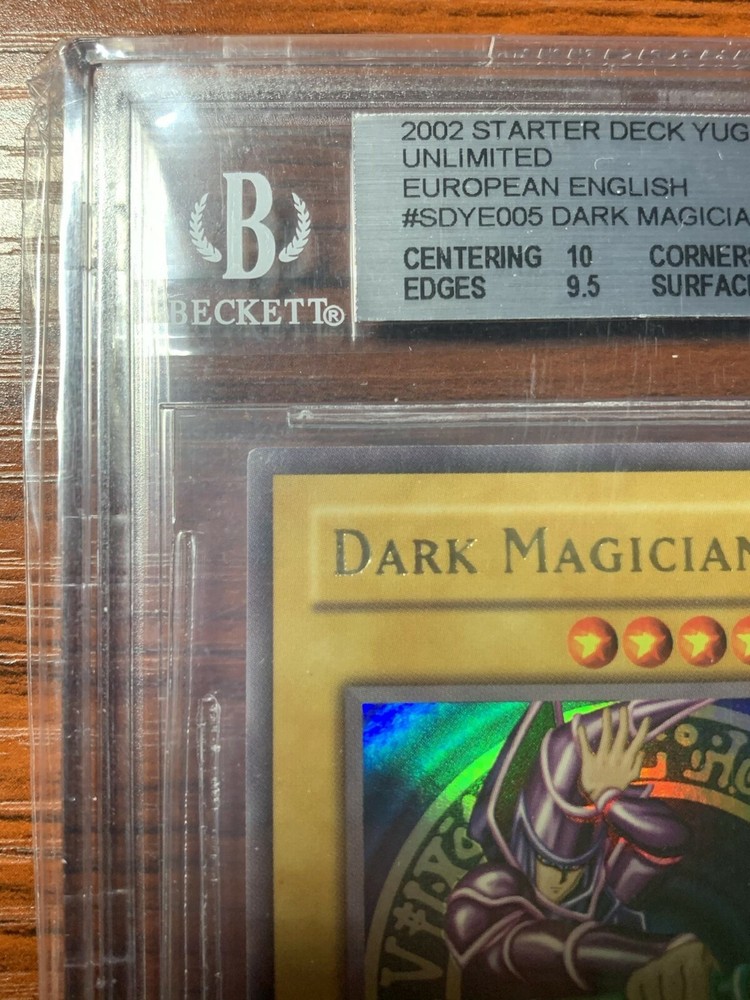 2002 STARTER DECK YUG
UNLIMITED
EUROPEAN ENGLISH
#SDYE005 DARK MAGICIA
CENTERING 10 CORNERS
EDGES 9.5 SURFAC
B
BECKETT®
DARK MAGICIAN